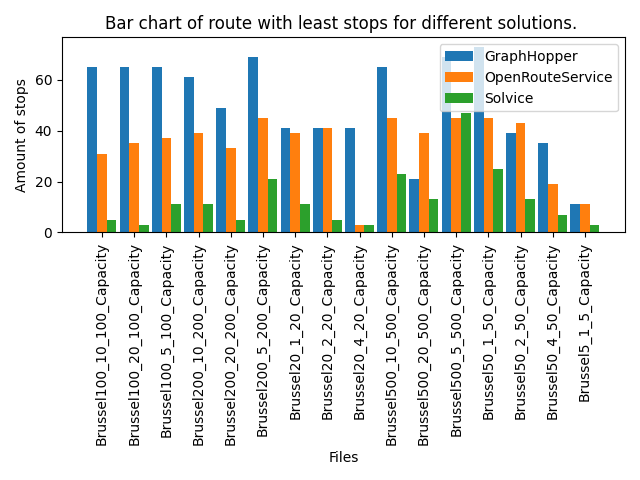 Bar chart of route with least stops for different solutions.
GraphHopper
OpenRouteService
Solvice
Amount of stops
60
40
20
0
Brussel100_10_100_Capacity
Brussel100_20_100_Capacity
Brussel100_5_100_Capacity
Brussel200_10_200_Capacity
Brussel200_20_200_Capacity
Brussel200_5_200_Capacity
Brussel20_1_20_Capacity
Brussel20_2_20_Capacity
Brussel20_4_20_Capacity
Brussel500_10_500_Capacity
Brussel500_20_500_Capacity
Brussel500_5_500_Capacity
Brussel50_1_50_Capacity
Brussel50_2_50_Capacity
Brussel50_4_50_Capacity
Brussel5_1_5_Capacity
Files